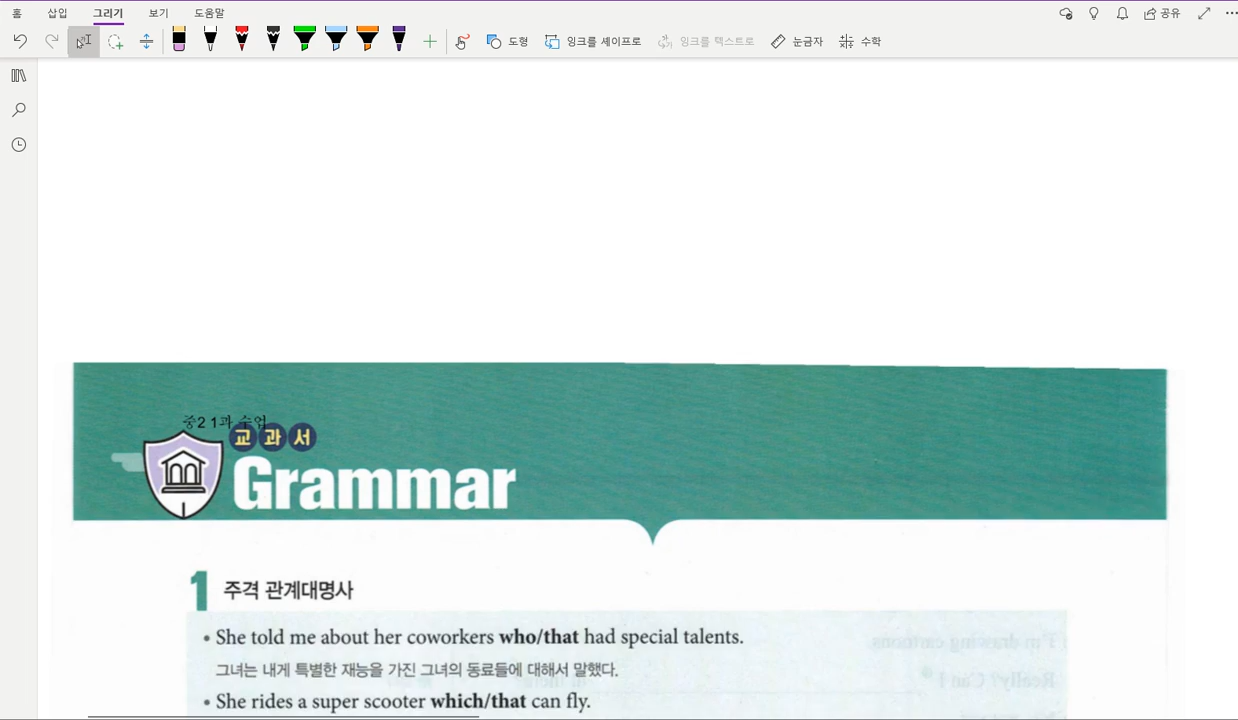 홈 삽입 그리기 보기 도움말 공유
도형 잉크를 셰이프로 잉크를 텍스트로 눈금자 수학
중2 1과 수업
교과서
Grammar
1 주격 관계대명사
• She told me about her coworkers who/that had special talents.
그녀는 내게 특별한 재능을 가진 그녀의 동료들에 대해서 말했다.
• She rides a super scooter which/that can fly.